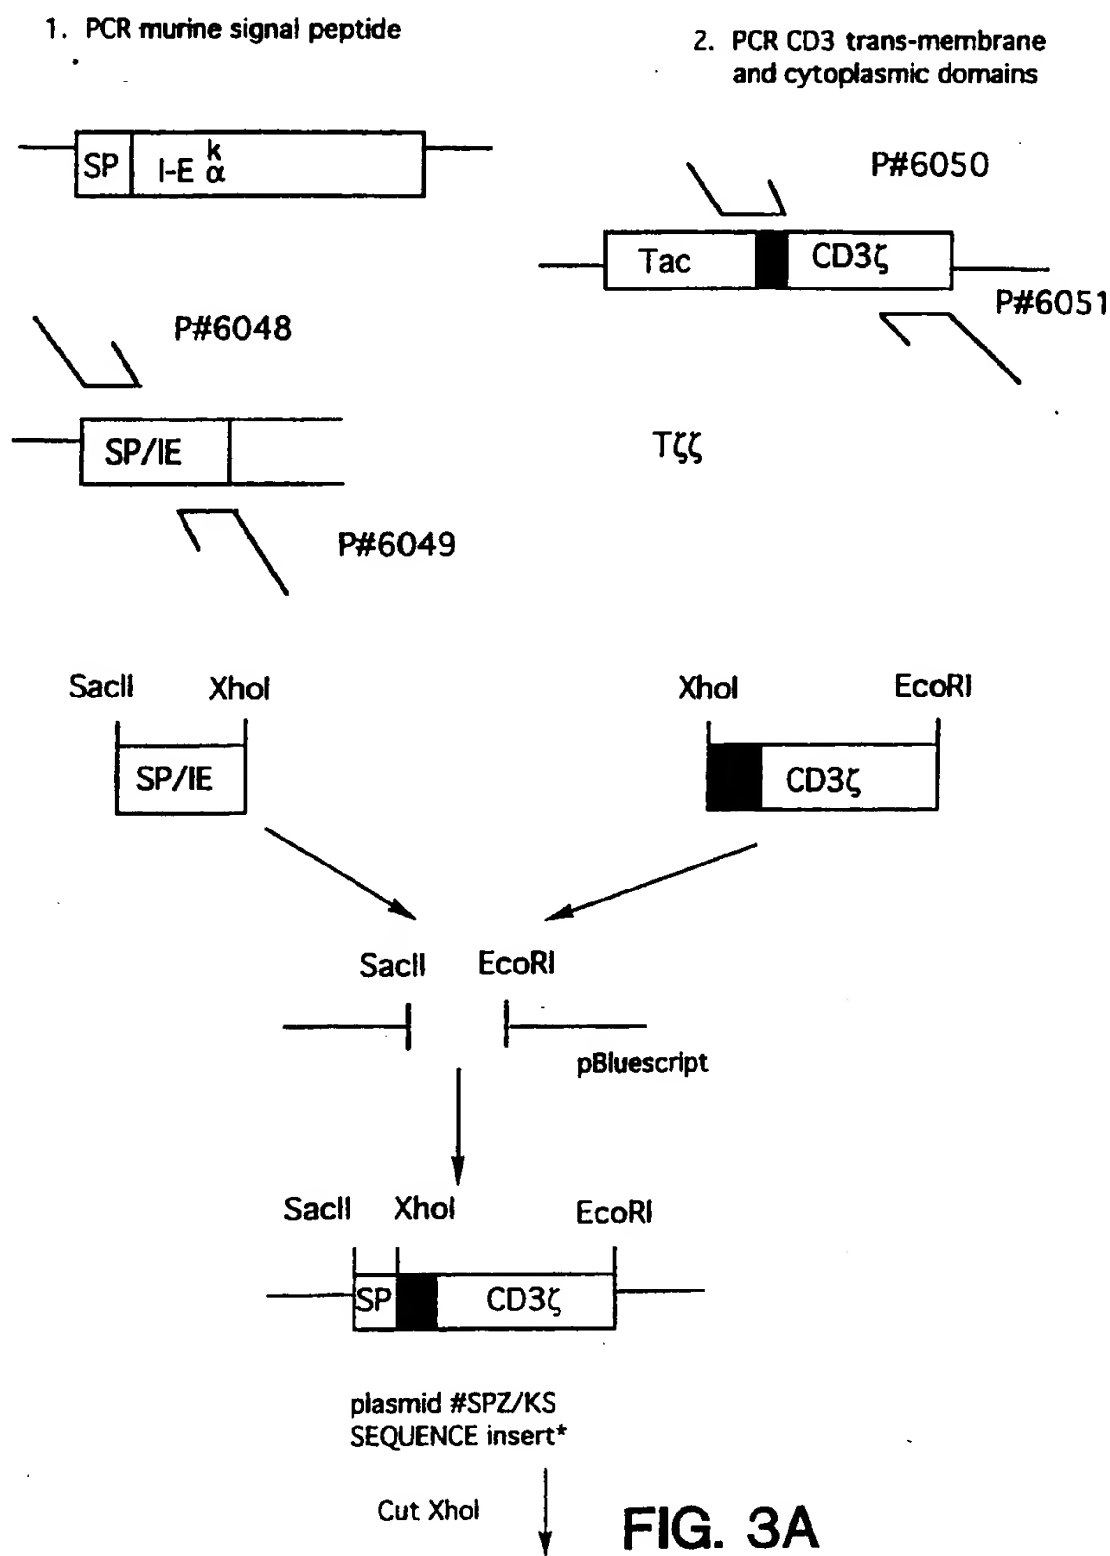 1. PCR murine signal peptide
2. PCR CD3 trans-membrane
and cytoplasmic domains
SP
I-E k α
P#6050
Tac
CD3ζ
P#6051
P#6048
SP/IE
Tζζ
P#6049
SacII XhoI
SP/IE
XhoI EcoRI
CD3ζ
SacII EcoRI
pBluescript
SacII XhoI EcoRI
SP
CD3ζ
plasmid #SPZ/KS
SEQUENCE insert*
Cut XhoI
FIG. 3A